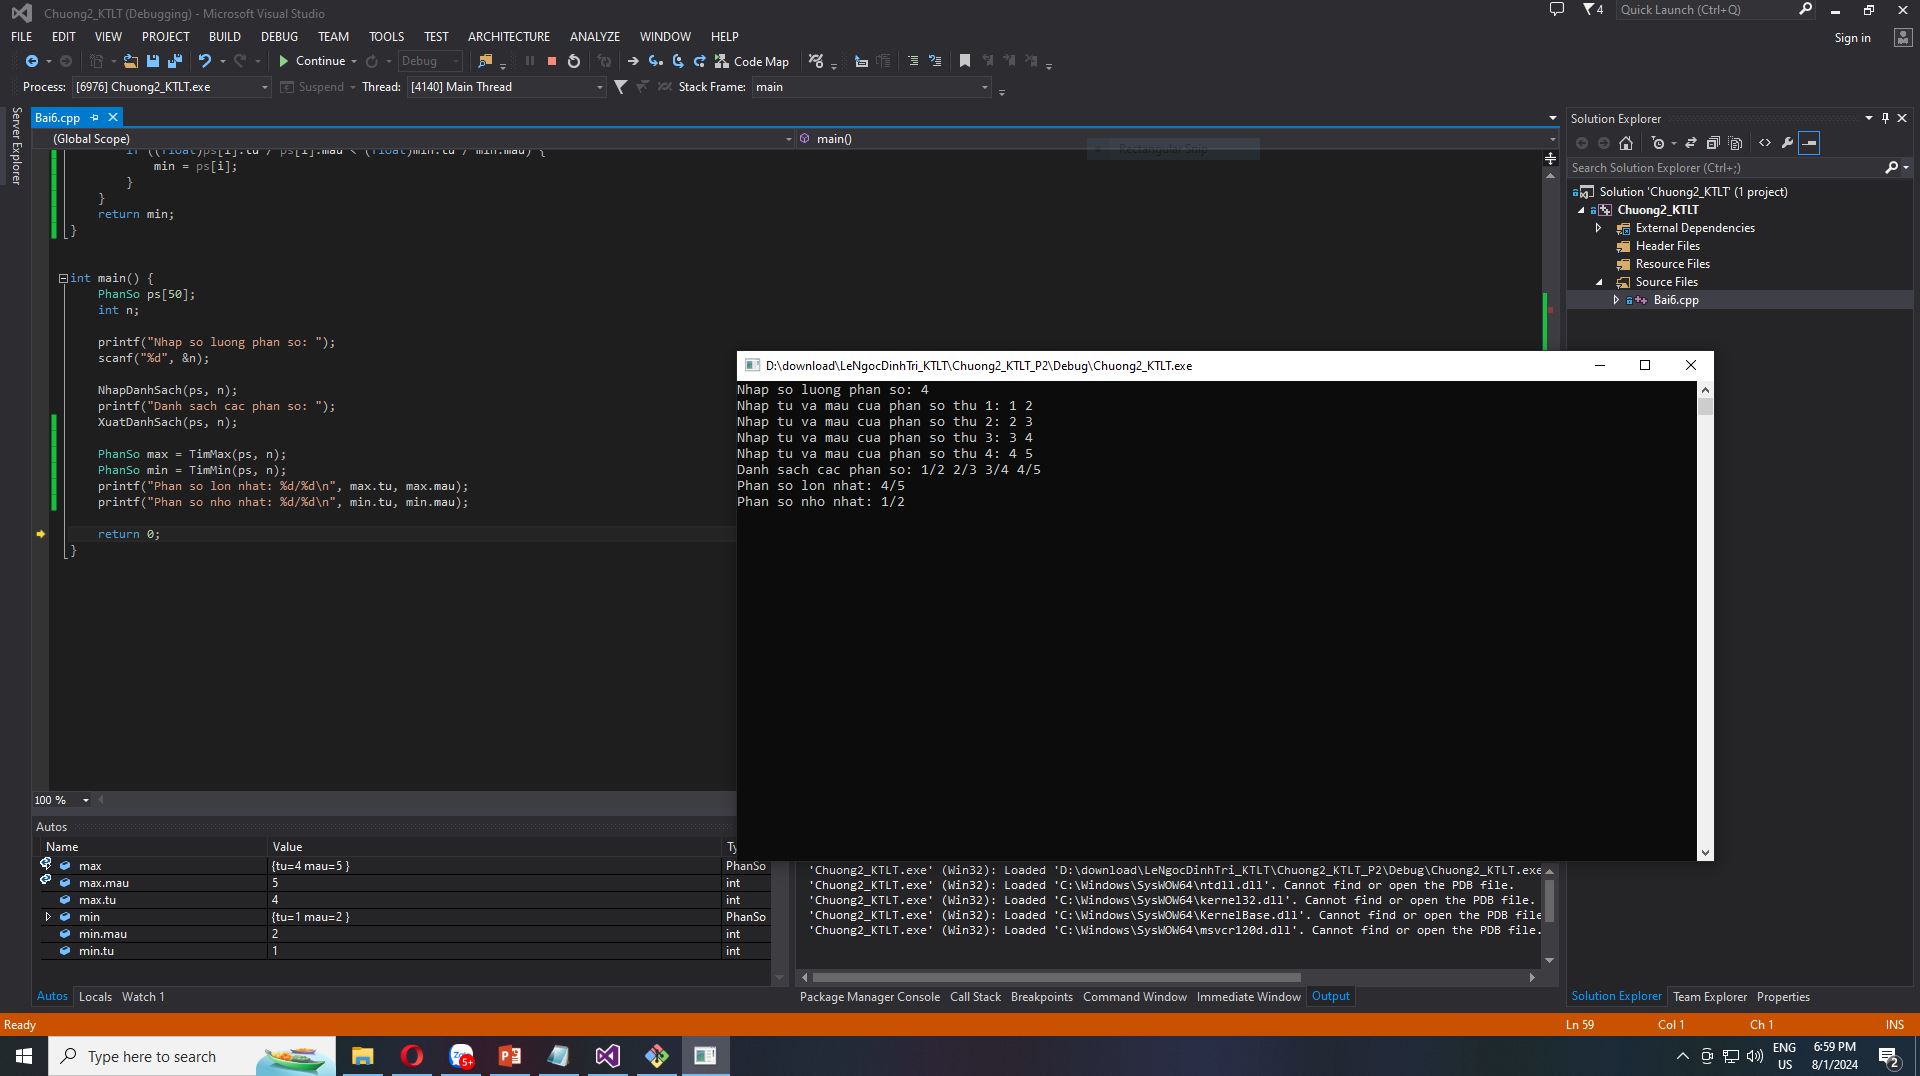 Chuong2_KTLT (Debugging) - Microsoft Visual Studio
4
Quick Launch (Ctrl+Q)
FILE EDIT VIEW PROJECT BUILD DEBUG TEAM TOOLS TEST ARCHITECTURE ANALYZE WINDOW HELP
Sign in
Continue Debug Code Map
Process: [6976] Chuong2_KTLT.exe Suspend Thread: [4140] Main Thread Stack Frame: main
Server Explorer
Bai6.cpp
(Global Scope) main()
Rectangular Snip
if ((float)ps[i].tu / ps[i].mau < (float)min.tu / min.mau) {
min = ps[i];
}
}
return min;
}
int main() {
PhanSo ps[50];
int n;
printf("Nhap so luong phan so: ");
scanf("%d", &n);
NhapDanhSach(ps, n);
printf("Danh sach cac phan so: ");
XuatDanhSach(ps, n);
PhanSo max = TimMax(ps, n);
PhanSo min = TimMin(ps, n);
printf("Phan so lon nhat: %d/%d\n", max.tu, max.mau);
printf("Phan so nho nhat: %d/%d\n", min.tu, min.mau);
return 0;
}
100 %
D:\download\LeNgocDinhTri_KTLT\Chuong2_KTLT_P2\Debug\Chuong2_KTLT.exe
Nhap so luong phan so: 4
Nhap tu va mau cua phan so thu 1: 1 2
Nhap tu va mau cua phan so thu 2: 2 3
Nhap tu va mau cua phan so thu 3: 3 4
Nhap tu va mau cua phan so thu 4: 4 5
Danh sach cac phan so: 1/2 2/3 3/4 4/5
Phan so lon nhat: 4/5
Phan so nho nhat: 1/2
Solution Explorer
Search Solution Explorer (Ctrl+;)
Solution 'Chuong2_KTLT' (1 project)
Chuong2_KTLT
External Dependencies
Header Files
Resource Files
Source Files
Bai6.cpp
Autos
Name Value Ty
max {tu=4 mau=5 } PhanSo
max.mau 5 int
max.tu 4 int
min {tu=1 mau=2 } PhanSo
min.mau 2 int
min.tu 1 int
Autos Locals Watch 1
'Chuong2_KTLT.exe' (Win32): Loaded 'D:\download\LeNgocDinhTri_KTLT\Chuong2_KTLT_P2\Debug\Chuong2_KTLT.exe
'Chuong2_KTLT.exe' (Win32): Loaded 'C:\Windows\SysWOW64\ntdll.dll'. Cannot find or open the PDB file.
'Chuong2_KTLT.exe' (Win32): Loaded 'C:\Windows\SysWOW64\kernel32.dll'. Cannot find or open the PDB file.
'Chuong2_KTLT.exe' (Win32): Loaded 'C:\Windows\SysWOW64\KernelBase.dll'. Cannot find or open the PDB file
'Chuong2_KTLT.exe' (Win32): Loaded 'C:\Windows\SysWOW64\msvcr120d.dll'. Cannot find or open the PDB file.
Package Manager Console Call Stack Breakpoints Command Window Immediate Window Output
Solution Explorer Team Explorer Properties
Ready Ln 59 Col 1 Ch 1 INS
Type here to search
5+
ENG
US
6:59 PM
8/1/2024
2